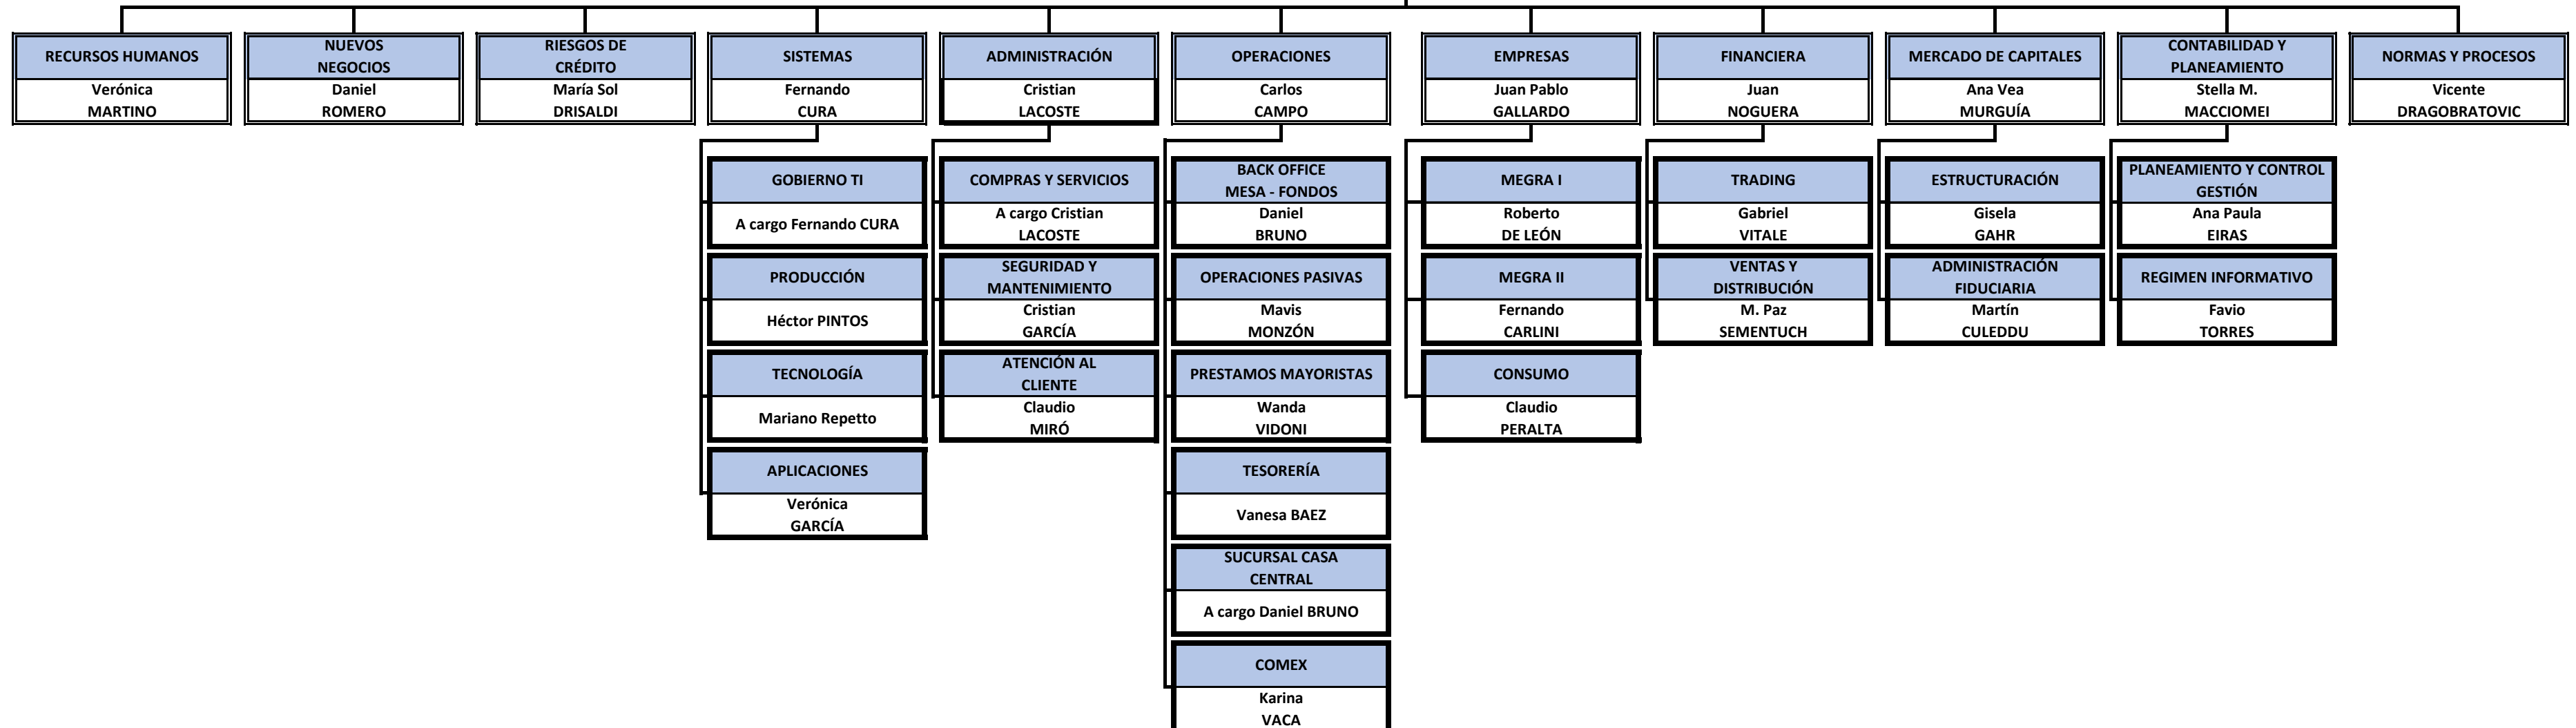 RECURSOS HUMANOS
Verónica
MARTINO
NUEVOS
NEGOCIOS
Daniel
ROMERO
RIESGOS DE
CRÉDITO
María Sol
DRISALDI
SISTEMAS
Fernando
CURA
ADMINISTRACIÓN
Cristian
LACOSTE
OPERACIONES
Carlos
CAMPO
EMPRESAS
Juan Pablo
GALLARDO
FINANCIERA
Juan
NOGUERA
MERCADO DE CAPITALES
Ana Vea
MURGUÍA
CONTABILIDAD Y
PLANEAMIENTO
Stella M.
MACCIOMEI
NORMAS Y PROCESOS
Vicente
DRAGOBRATOVIC
GOBIERNO TI
A cargo Fernando CURA
PRODUCCIÓN
Héctor PINTOS
TECNOLOGÍA
Mariano Repetto
APLICACIONES
Verónica
GARCÍA
COMPRAS Y SERVICIOS
A cargo Cristian
LACOSTE
SEGURIDAD Y
MANTENIMIENTO
Cristian
GARCÍA
ATENCIÓN AL
CLIENTE
Claudio
MIRÓ
BACK OFFICE
MESA - FONDOS
Daniel
BRUNO
OPERACIONES PASIVAS
Mavis
MONZÓN
PRESTAMOS MAYORISTAS
Wanda
VIDONI
TESORERÍA
Vanesa BAEZ
SUCURSAL CASA
CENTRAL
A cargo Daniel BRUNO
COMEX
Karina
VACA
MEGRA I
Roberto
DE LEÓN
MEGRA II
Fernando
CARLINI
CONSUMO
Claudio
PERALTA
TRADING
Gabriel
VITALE
VENTAS Y
DISTRIBUCIÓN
M. Paz
SEMENTUCH
ESTRUCTURACIÓN
Gisela
GAHR
ADMINISTRACIÓN
FIDUCIARIA
Martín
CULEDDU
PLANEAMIENTO Y CONTROL
GESTIÓN
Ana Paula
EIRAS
REGIMEN INFORMATIVO
Favio
TORRES